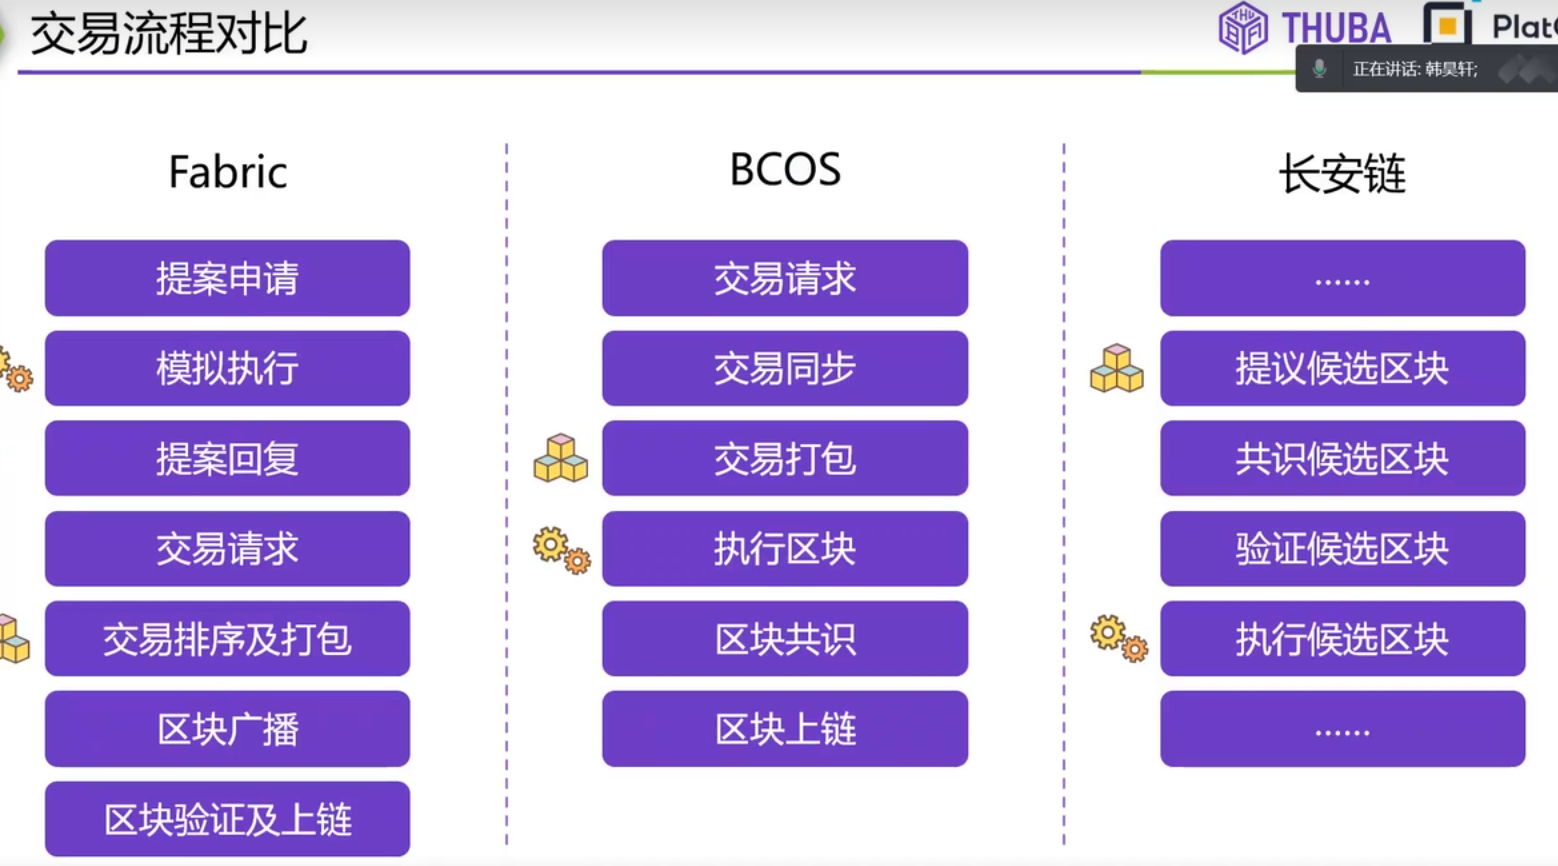 交易流程对比
THUBA
正在讲话: 韩昊轩;
Fabric
提案申请
模拟执行
提案回复
交易请求
交易排序及打包
区块广播
区块验证及上链
BCOS
交易请求
交易同步
交易打包
执行区块
区块共识
区块上链
长安链
……
提议候选区块
共识候选区块
验证候选区块
执行候选区块
……